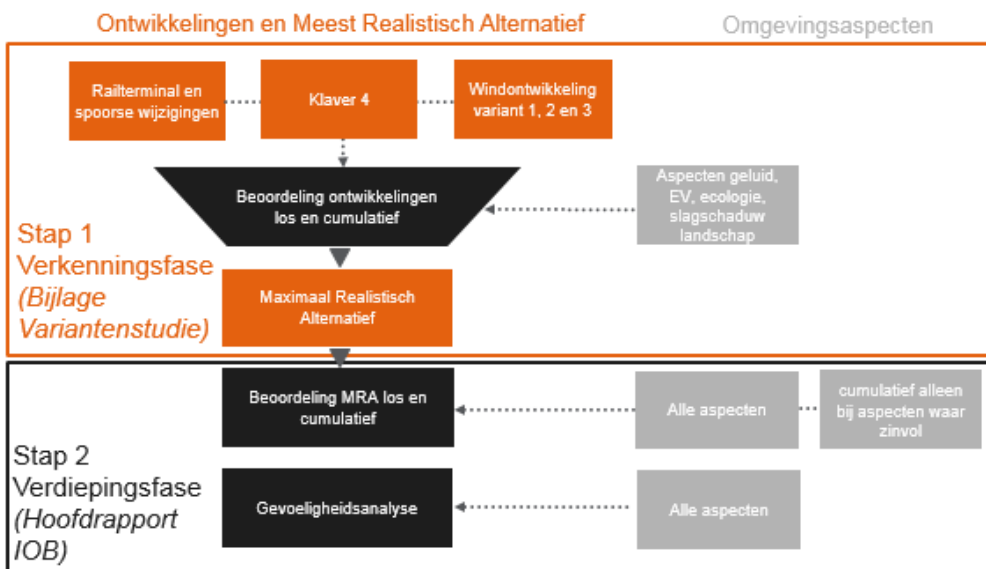 Ontwikkelingen en Meest Realistisch Alternatief
Omgevingsaspecten
Railterminal en
spoorse wijzigingen
Klaver 4
Windontwikkeling
variant 1, 2 en 3
Beoordeling ontwikkelingen
los en cumulatief
Aspecten geluid,
EV, ecologie,
slagschaduw
landschap
Stap 1
Verkenningsfase
(Bijlage
Variantenstudie)
Maximaal Realistisch
Alternatief
Beoordeling MRA los en
cumulatief
Alle aspecten
cumulatief alleen
bij aspecten waar
zinvol
Stap 2
Verdiepingsfase
(Hoofdrapport
IOB)
Gevoeligheidsanalyse
Alle aspecten